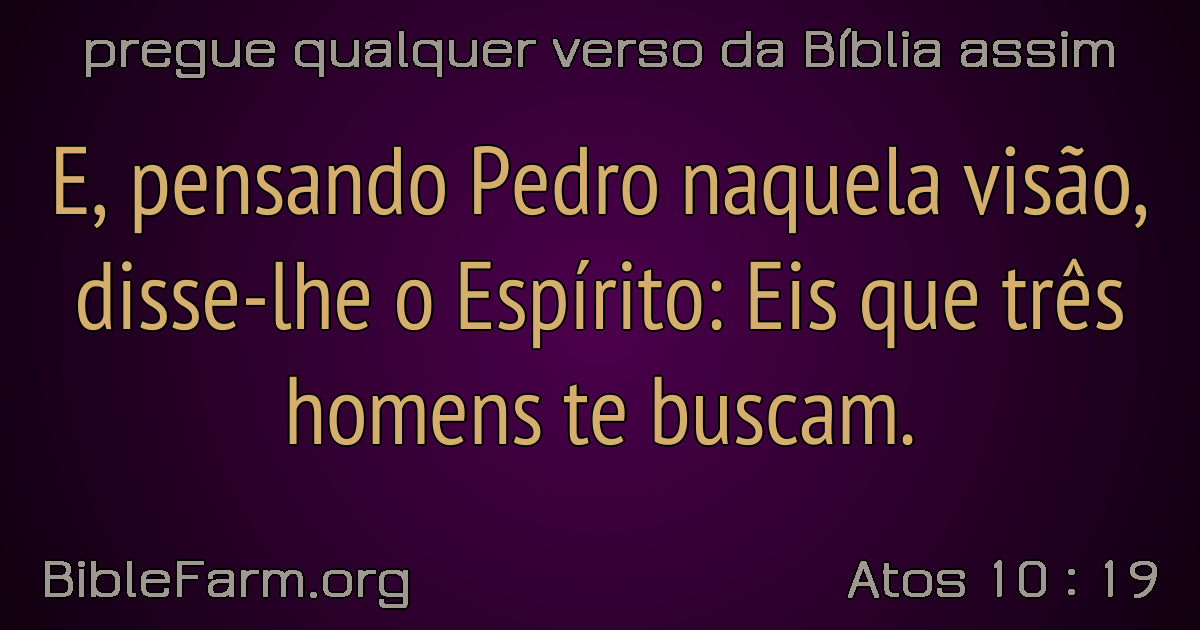 pregue qualquer verso da Bíblia assim
E, pensando Pedro naquela visão,
disse-lhe o Espírito: Eis que três
homens te buscam.
BibleFarm.org
Atos 10 : 19